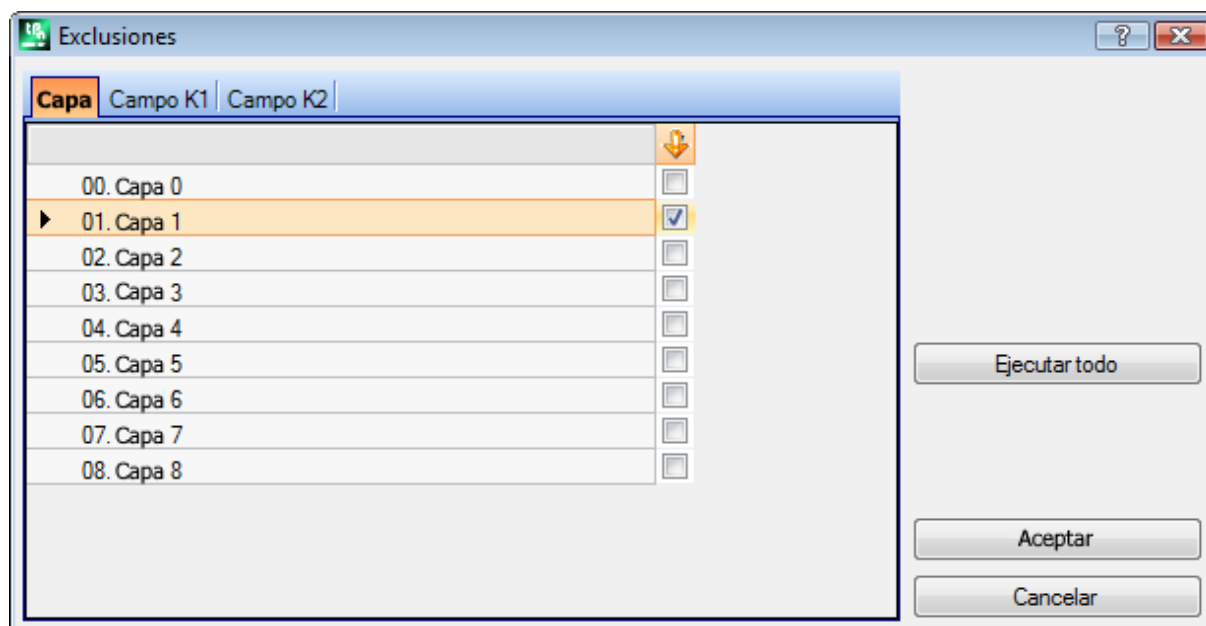 Exclusiones
Capa Campo K1 Campo K2
00. Capa 0
01. Capa 1
02. Capa 2
03. Capa 3
04. Capa 4
05. Capa 5
06. Capa 6
07. Capa 7
08. Capa 8
Ejecutar todo
Aceptar
Cancelar